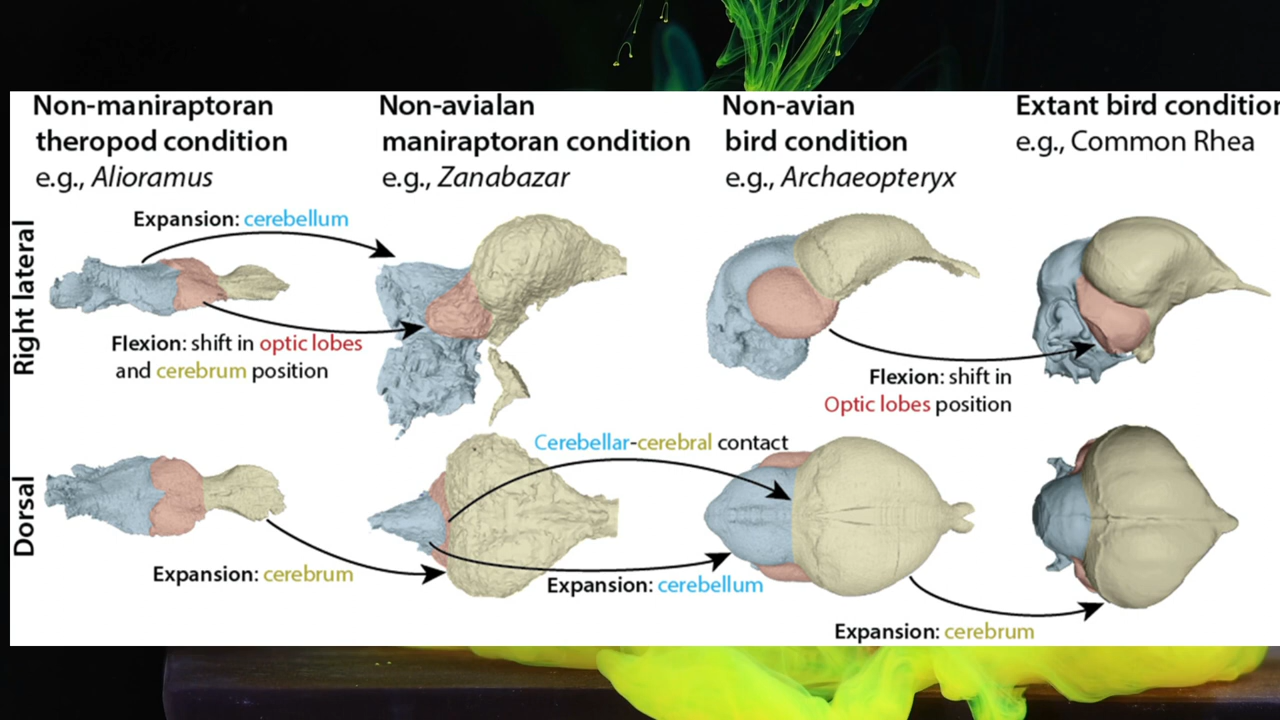 Non-maniraptoran
theropod condition
e.g., Alioramus
Non-avialan
maniraptoran condition
e.g., Zanabazar
Non-avian
bird condition
e.g., Archaeopteryx
Extant bird condition
e.g., Common Rhea
Right lateral
Expansion: cerebellum
Flexion: shift in optic lobes
and cerebrum position
Flexion: shift in
Optic lobes position
Dorsal
Cerebellar-cerebral contact
Expansion: cerebrum
Expansion: cerebellum
Expansion: cerebrum